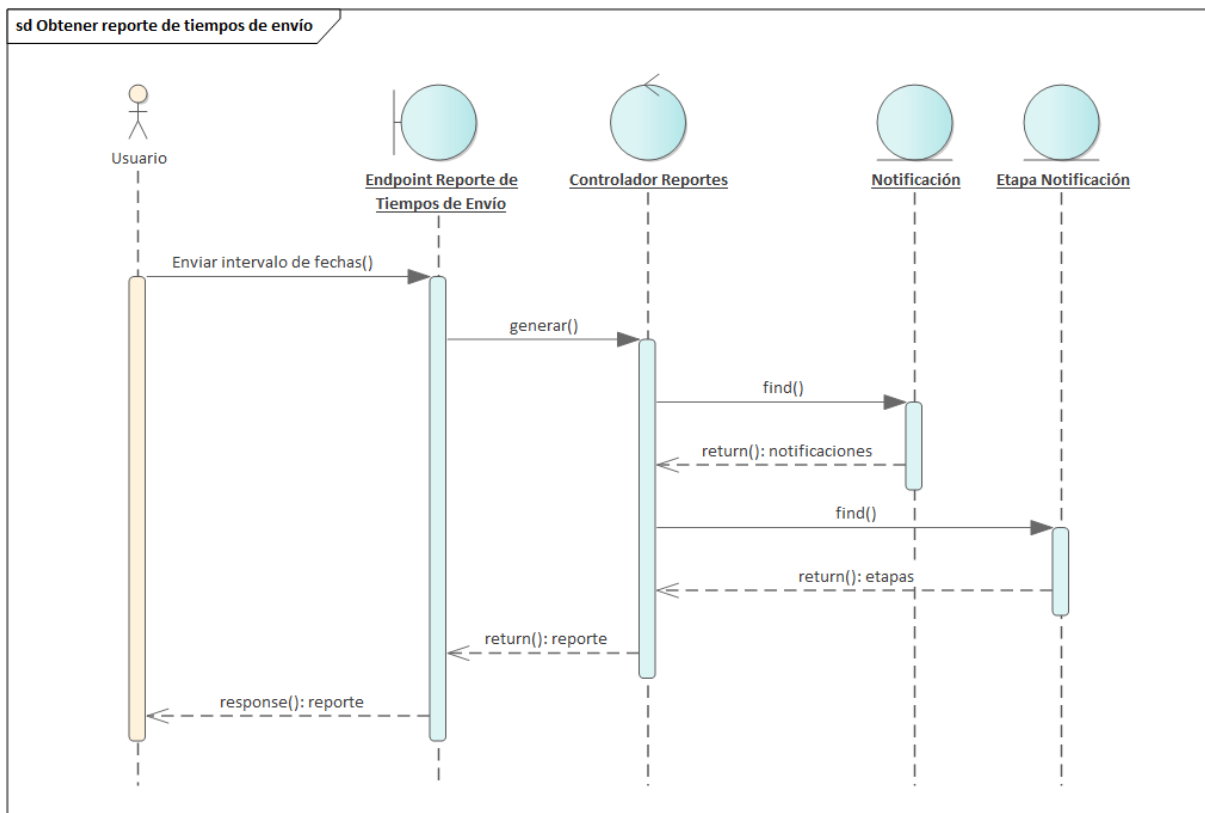 sd Obtener reporte de tiempos de envío
Usuario
Endpoint Reporte de
Tiempos de Envío
Controlador Reportes
Notificación
Etapa Notificación
Enviar intervalo de fechas()
generar()
find()
return(): notificaciones
find()
return(): etapas
return(): reporte
response(): reporte